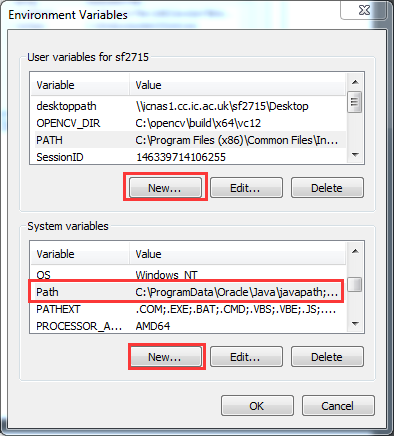 Environment Variables
User variables for sf2715
Variable Value
desktoppath \\icnas1.cc.ic.ac.uk\sf2715\Desktop
OPENCV_DIR C:\opencv\build\x64\vc12
PATH C:\Program Files (x86)\Common Files\In...
SessionID 146339714106255
New... Edit... Delete
System variables
Variable Value
OS Windows_NT
Path C:\ProgramData\Oracle\Java\javapath;...
PATHEXT .COM;.EXE;.BAT;.CMD;.VBS;.VBE;.JS;....
PROCESSOR_A... AMD64
New... Edit... Delete
OK Cancel